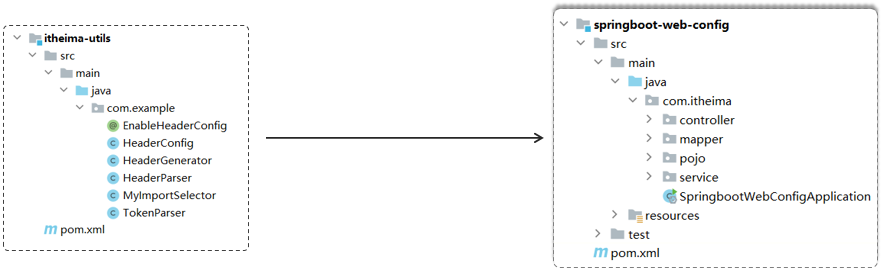 itheima-utils
src
main
java
com.example
EnableHeaderConfig
HeaderConfig
HeaderGenerator
HeaderParser
MyImportSelector
TokenParser
pom.xml
springboot-web-config
src
main
java
com.itheima
controller
mapper
pojo
service
SpringbootWebConfigApplication
resources
test
pom.xml